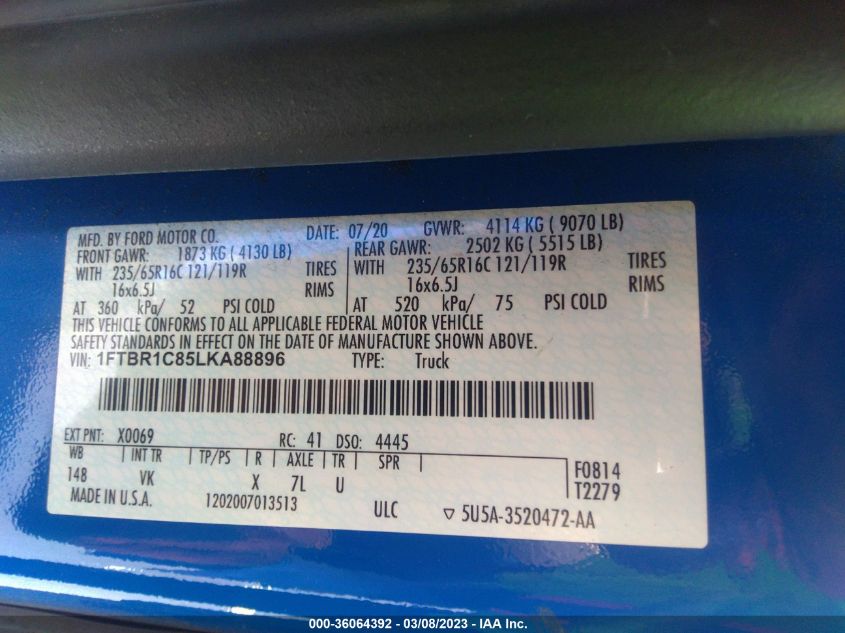 MFD. BY FORD MOTOR CO. DATE: 07/20 GVWR: 4114 KG ( 9070 LB)
FRONT GAWR: 1873 KG ( 4130 LB) REAR GAWR: 2502 KG ( 5515 LB)
WITH 235/65R16C 121/119R TIRES WITH 235/65R16C 121/119R TIRES
16x6.5J RIMS 16x6.5J RIMS
AT 360 kPa/ 52 PSI COLD AT 520 kPa/ 75 PSI COLD
THIS VEHICLE CONFORMS TO ALL APPLICABLE FEDERAL MOTOR VEHICLE
SAFETY STANDARDS IN EFFECT ON THE DATE OF MANUFACTURE SHOWN ABOVE.
VIN: 1FTBR1C85LKA88896 TYPE: Truck
EXT PNT: X0069 RC: 41 DSO: 4445
WB INT TR TP/PS R AXLE TR SPR F0814
148 VK X 7L U T2279
MADE IN U.S.A. 1202007013513 ULC ▽ 5U5A-3520472-AA
000-36064392 - 03/08/2023 - IAA Inc.